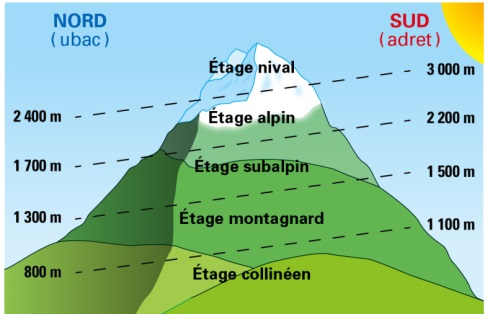 NORD
(ubac)
SUD
(adret)
Étage nival
3 000 m
2 400 m
Étage alpin
2 200 m
1 700 m
Étage subalpin
1 500 m
1 300 m
Étage montagnard
1 100 m
800 m
Étage collinéen